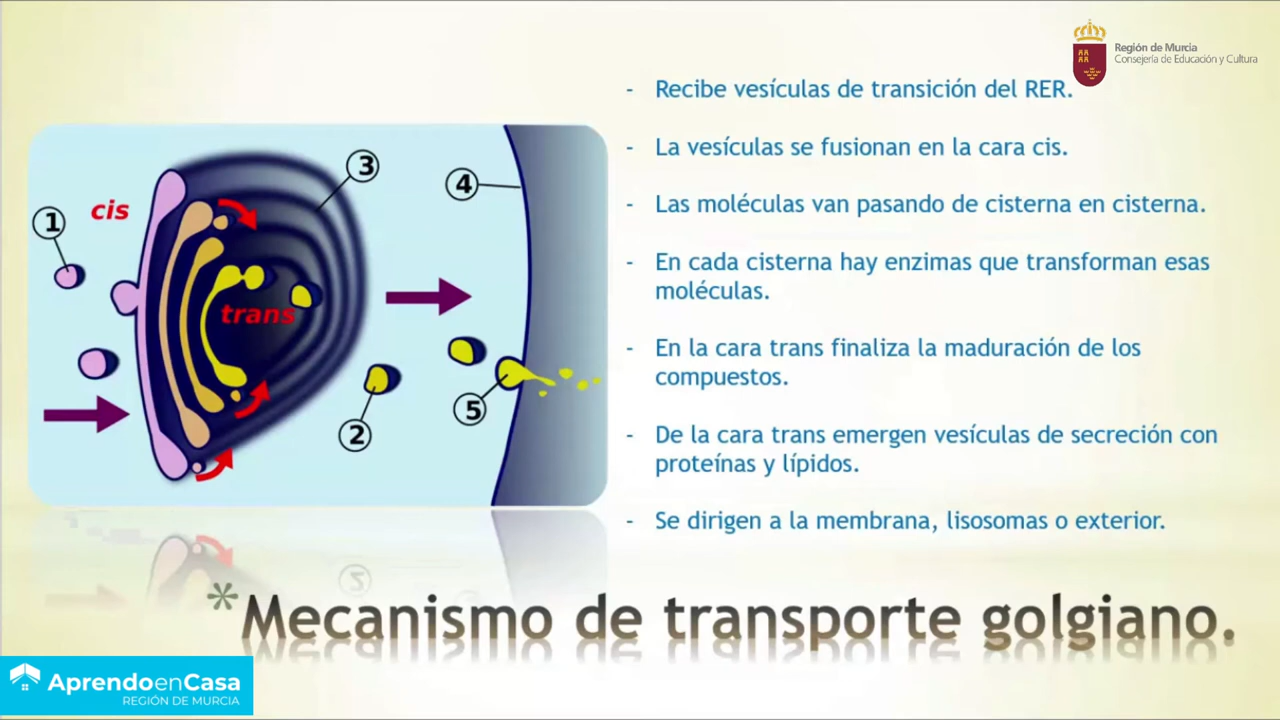 Región de Murcia
Consejería de Educación y Cultura
- Recibe vesículas de transición del RER.
- La vesículas se fusionan en la cara cis.
- Las moléculas van pasando de cisterna en cisterna.
- En cada cisterna hay enzimas que transforman esas
moléculas.
- En la cara trans finaliza la maduración de los
compuestos.
- De la cara trans emergen vesículas de secreción con
proteínas y lípidos.
- Se dirigen a la membrana, lisosomas o exterior.
1
cis
3
4
trans
2
5
*Mecanismo de transporte golgiano.
AprendoenCasa
REGIÓN DE MURCIA